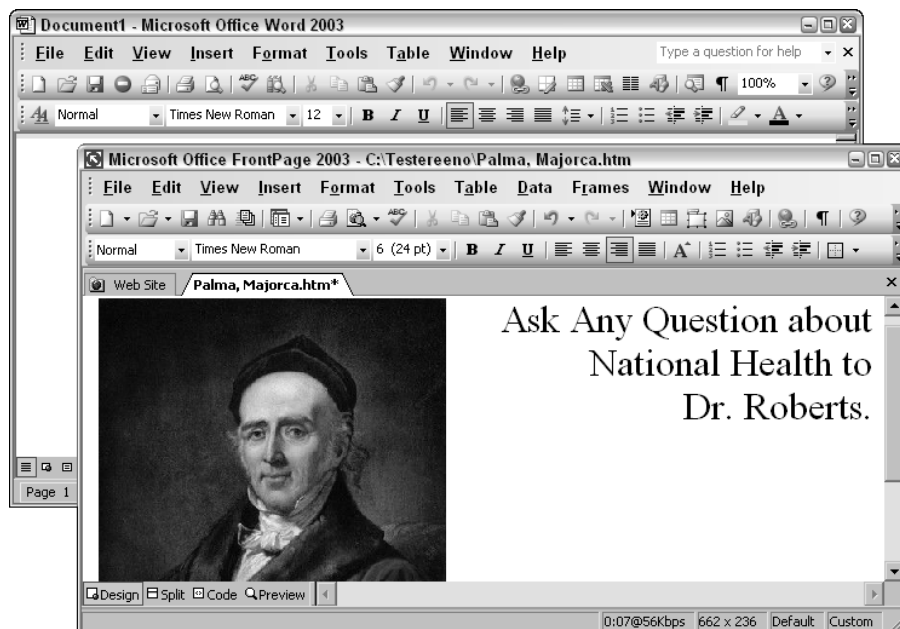 Document1 - Microsoft Office Word 2003
File Edit View Insert Format Tools Table Window Help Type a question for help
100%
Normal Times New Roman 12 B I U A
Microsoft Office FrontPage 2003 - C:\Testereeno\Palma, Majorca.htm
File Edit View Insert Format Tools Table Data Frames Window Help
Normal Times New Roman 6 (24 pt) B I U A
Web Site Palma, Majorca.htm*
Ask Any Question about
National Health to
Dr. Roberts.
Page 1
Design Split Code Preview
0:07@56Kbps 662 x 236 Default Custom